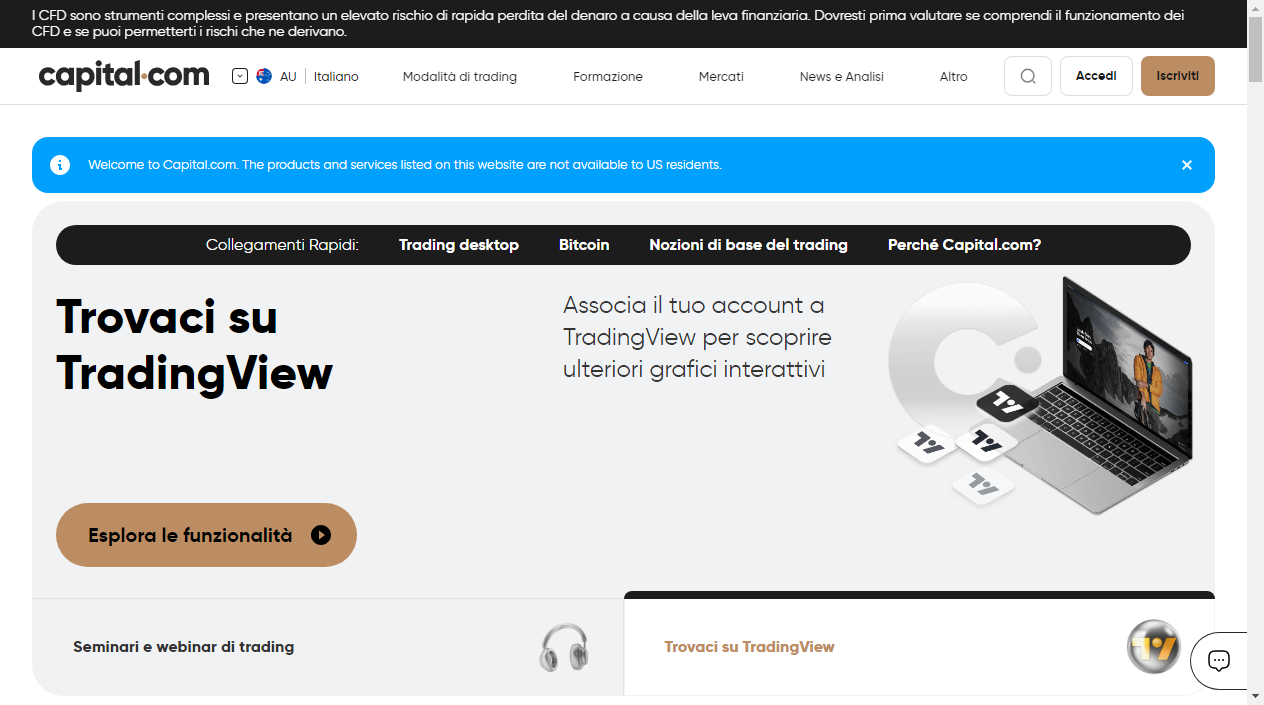 I CFD sono strumenti complessi e presentano un elevato rischio di rapida perdita del denaro a causa della leva finanziaria. Dovresti prima valutare se comprendi il funzionamento dei
CFD e se puoi permetterti i rischi che ne derivano.
capital.com
AU
Italiano
Modalità di trading
Formazione
Mercati
News e Analisi
Altro
Accedi
Iscriviti
Welcome to Capital.com. The products and services listed on this website are not available to US residents.
Collegamenti Rapidi:
Trading desktop
Bitcoin
Nozioni di base del trading
Perché Capital.com?
Trovaci su
TradingView
Associa il tuo account a
TradingView per scoprire
ulteriori grafici interattivi
Esplora le funzionalità
Seminari e webinar di trading
Trovaci su TradingView